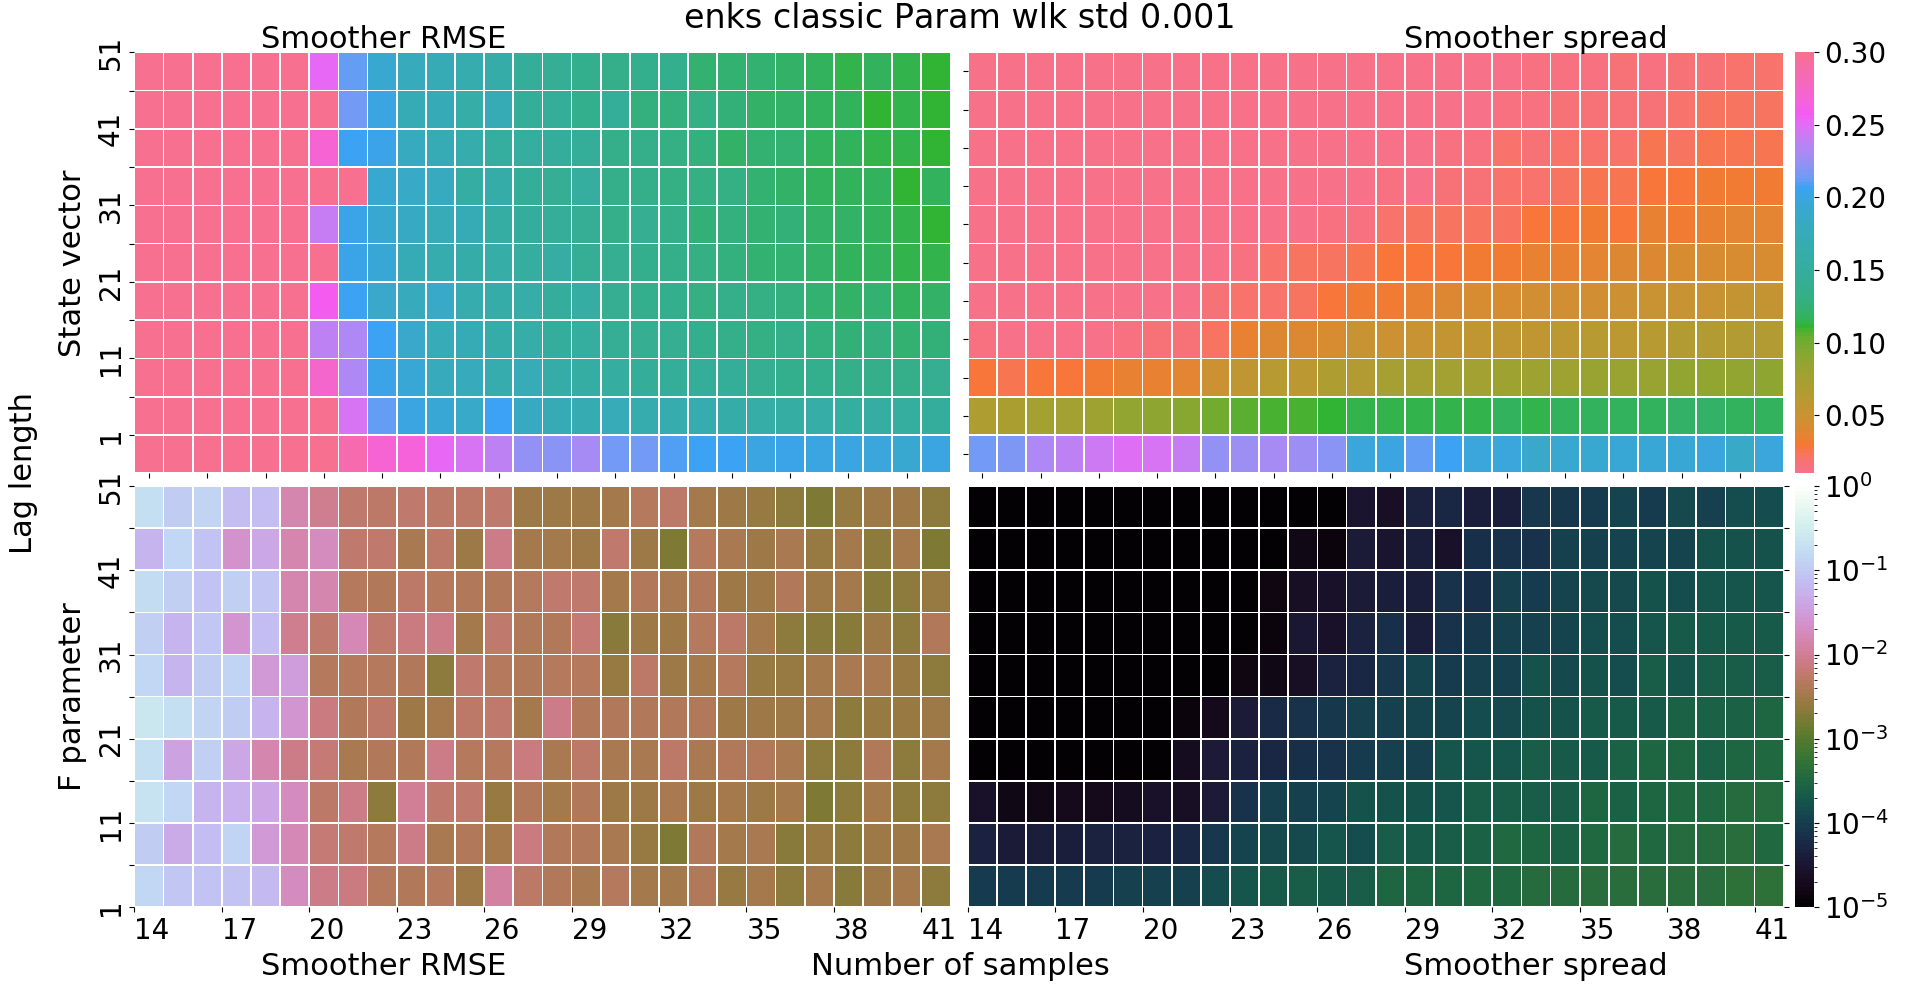 enks classic Param wlk std 0.001
Smoother RMSE
Smoother spread
51
41
31
21
11
1
State vector
0.30
0.25
0.20
0.15
0.10
0.05
0
Lag length
51
41
31
21
11
1
F parameter
10^0
10^-1
10^-2
10^-3
10^-4
10^-5
14 17 20 23 26 29 32 35 38 41
14 17 20 23 26 29 32 35 38 41
Smoother RMSE
Number of samples
Smoother spread